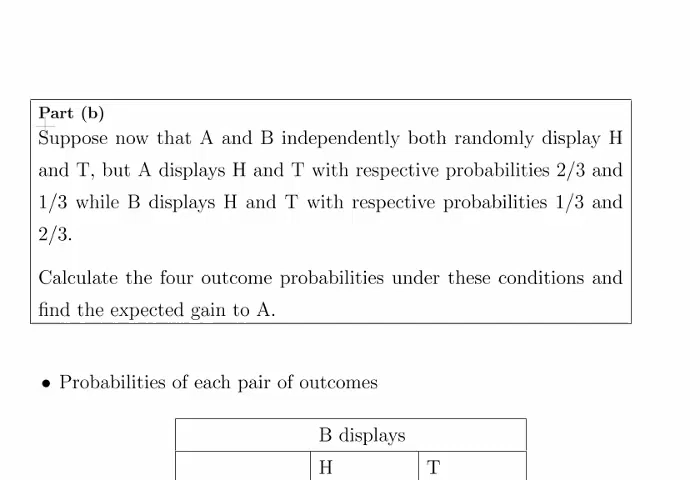 Part (b)
Suppose now that A and B independently both randomly display H
and T, but A displays H and T with respective probabilities 2/3 and
1/3 while B displays H and T with respective probabilities 1/3 and
2/3.
Calculate the four outcome probabilities under these conditions and
find the expected gain to A.
• Probabilities of each pair of outcomes
B displays
H T